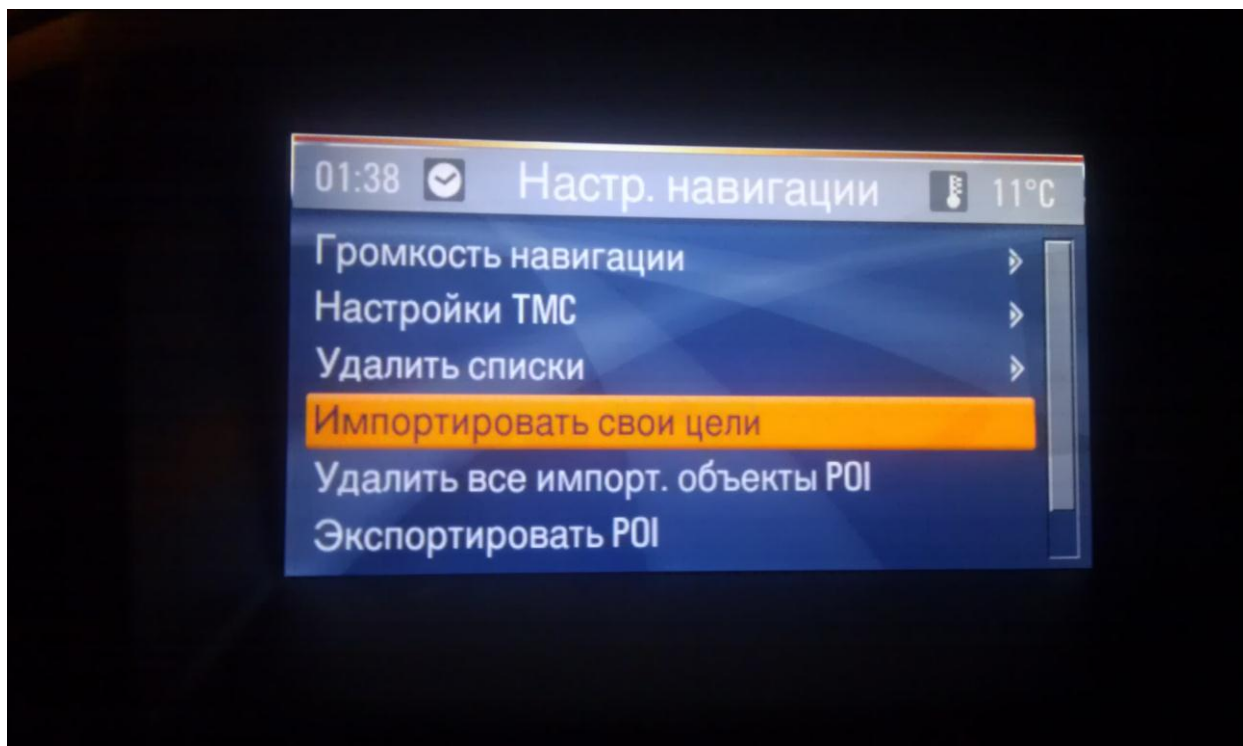 01:38 Настр. навигации 11°C
Громкость навигации
Настройки TMC
Удалить списки
Импортировать свои цели
Удалить все импорт. объекты POI
Экспортировать POI